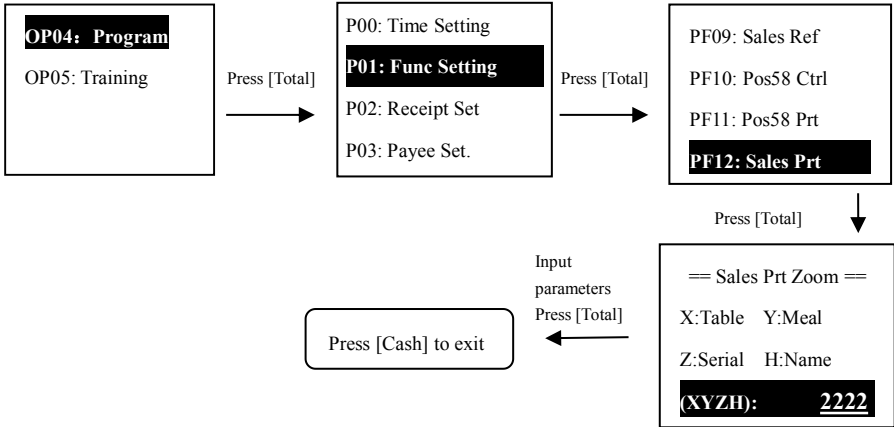 OP04: Program
OP05: Training
Press [Total]
P00: Time Setting
P01: Func Setting
P02: Receipt Set
P03: Payee Set.
Press [Total]
PF09: Sales Ref
PF10: Pos58 Ctrl
PF11: Pos58 Prt
PF12: Sales Prt
Press [Total]
== Sales Prt Zoom ==
X:Table Y:Meal
Z:Serial H:Name
(XYZH): 2222
Input
parameters
Press [Total]
Press [Cash] to exit